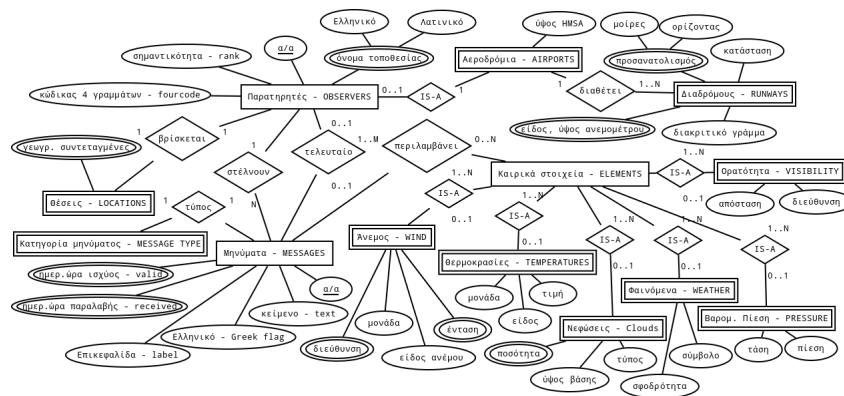 Ελληνικό
Λατινικό
ύψος HMSA
μοίρες
ορίζοντας
σημαντικότητα - rank
α/α
όνομα τοποθεσίας
Αεροδρόμια - AIRPORTS
προσανατολισμός
κατάσταση
κώδικας 4 γραμμάτων - fourcode
Παρατηρητές - OBSERVERS
0..1
IS-A
1
1
διαθέτει
1..N
Διαδρόμους - RUNWAYS
γεωγρ. συντεταγμένες
1
βρίσκεται
1
1
0..1
τελευταίο
1..M
περιλαμβάνει
0..N
είδος, ύψος ανεμομέτρου
διακριτικό γράμμα
στέλνουν
1..N
Καιρικά στοιχεία - ELEMENTS
1..N
IS-A
Ορατότητα - VISIBILITY
0..1
Θέσεις - LOCATIONS
1
τύπος
1
N
0..1
IS-A
0..1
1..N
IS-A
απόσταση
διεύθυνση
Κατηγορία μηνύματος - MESSAGE TYPE
Μηνύματα - MESSAGES
Άνεμος - WIND
0..1
1..N
IS-A
1..N
IS-A
1..N
IS-A
ημερ.ώρα ισχύος - valid
Θερμοκρασίες - TEMPERATURES
0..1
0..1
0..1
ημερ.ώρα παραλαβής - received
α/α
μονάδα
τιμή
Φαινόμενα - WEATHER
κείμενο - text
μονάδα
ένταση
είδος
Νεφώσεις - Clouds
Βαρομ. Πίεση - PRESSURE
Επικεφαλίδα - label
Ελληνικό - Greek flag
διεύθυνση
είδος ανέμου
ποσότητα
τύπος
σύμβολο
τάση
πίεση
ύψος βάσης
σφοδρότητα